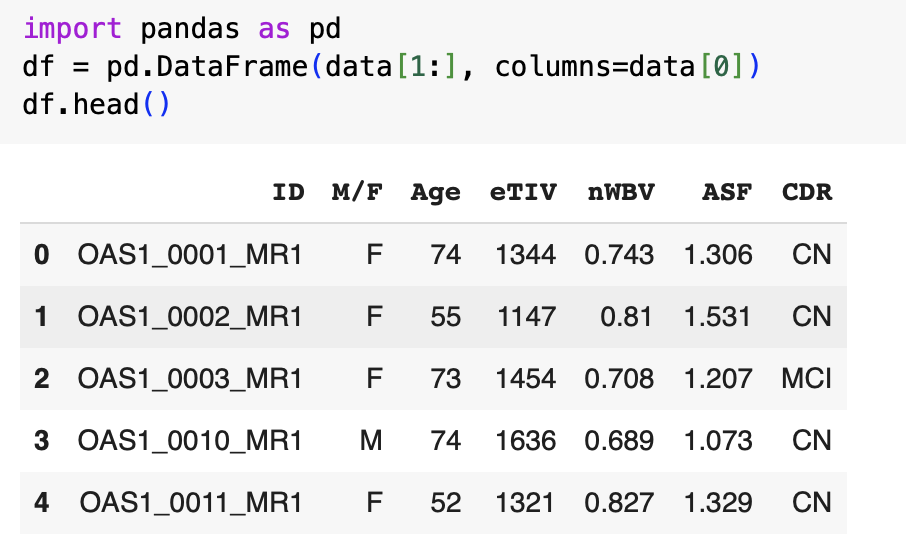 import pandas as pd
df = pd.DataFrame(data[1:], columns=data[0])
df.head()
ID M/F Age eTIV nWBV ASF CDR
0 OAS1_0001_MR1 F 74 1344 0.743 1.306 CN
1 OAS1_0002_MR1 F 55 1147 0.81 1.531 CN
2 OAS1_0003_MR1 F 73 1454 0.708 1.207 MCI
3 OAS1_0010_MR1 M 74 1636 0.689 1.073 CN
4 OAS1_0011_MR1 F 52 1321 0.827 1.329 CN